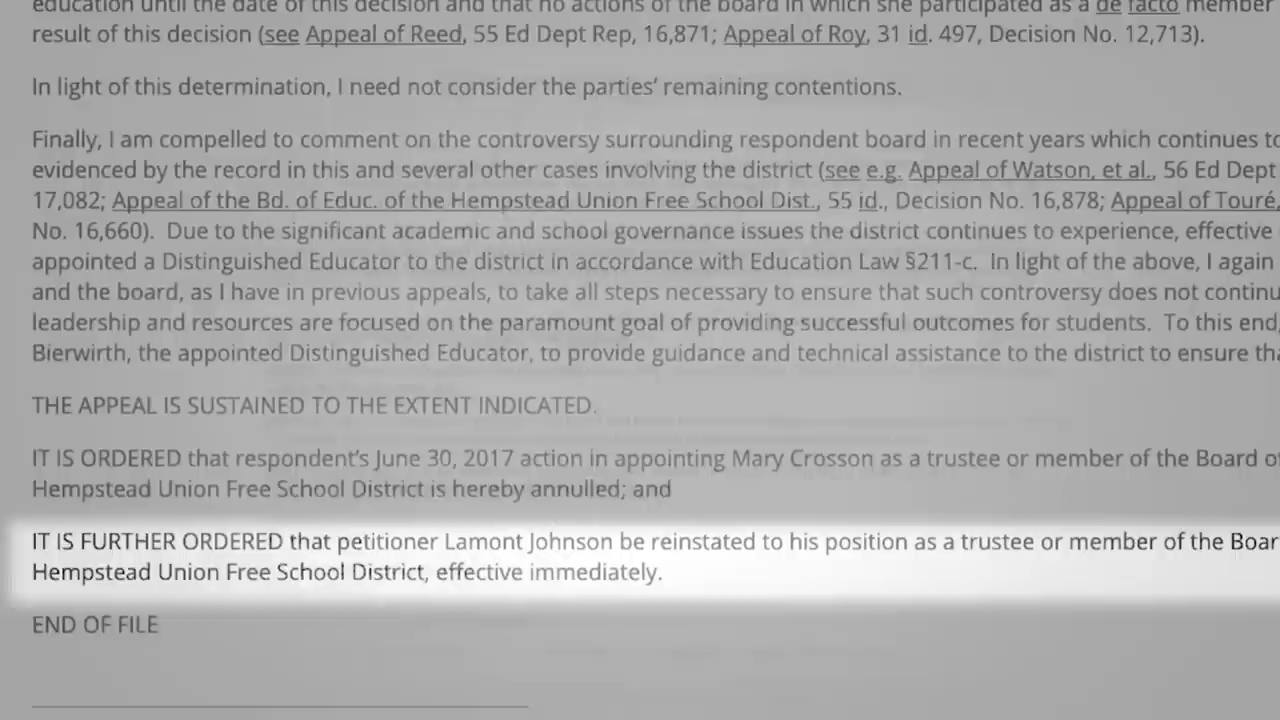 education until the date of this decision and that no actions of the board in which she participated as a de facto member
result of this decision (see Appeal of Reed, 55 Ed Dept Rep, 16,871; Appeal of Roy, 31 id. 497, Decision No. 12,713).
In light of this determination, I need not consider the parties’ remaining contentions.
Finally, I am compelled to comment on the controversy surrounding respondent board in recent years which continues to
evidenced by the record in this and several other cases involving the district (see e.g. Appeal of Watson, et al., 56 Ed Dept
17,082; Appeal of the Bd. of Educ. of the Hempstead Union Free School Dist., 55 id., Decision No. 16,878; Appeal of Touré,
No. 16,660). Due to the significant academic and school governance issues the district continues to experience, effective
appointed a Distinguished Educator to the district in accordance with Education Law §211-c. In light of the above, I again
and the board, as I have in previous appeals, to take all steps necessary to ensure that such controversy does not continu
leadership and resources are focused on the paramount goal of providing successful outcomes for students. To this end,
Bierwirth, the appointed Distinguished Educator, to provide guidance and technical assistance to the district to ensure tha
THE APPEAL IS SUSTAINED TO THE EXTENT INDICATED.
IT IS ORDERED that respondent’s June 30, 2017 action in appointing Mary Crosson as a trustee or member of the Board of
Hempstead Union Free School District is hereby annulled; and
IT IS FURTHER ORDERED that petitioner Lamont Johnson be reinstated to his position as a trustee or member of the Boar
Hempstead Union Free School District, effective immediately.
END OF FILE